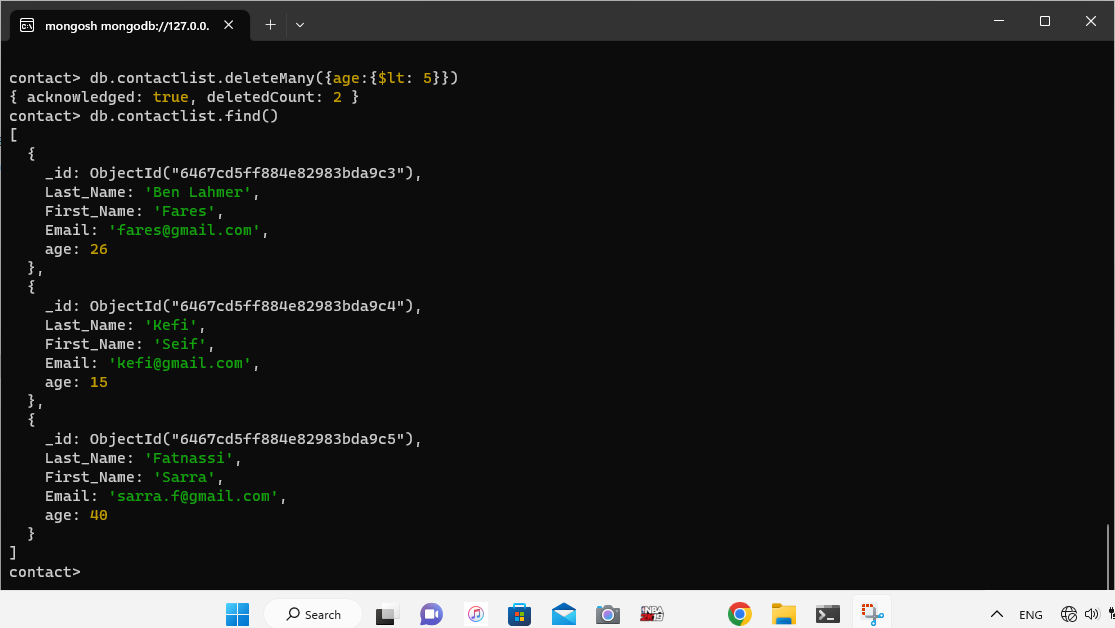 mongosh mongodb://127.0.0.
contact> db.contactlist.deleteMany({age:{$lt: 5}})
{ acknowledged: true, deletedCount: 2 }
contact> db.contactlist.find()
[
  {
    _id: ObjectId("6467cd5ff884e82983bda9c3"),
    Last_Name: 'Ben Lahmer',
    First_Name: 'Fares',
    Email: 'fares@gmail.com',
    age: 26
  },
  {
    _id: ObjectId("6467cd5ff884e82983bda9c4"),
    Last_Name: 'Kefi',
    First_Name: 'Seif',
    Email: 'kefi@gmail.com',
    age: 15
  },
  {
    _id: ObjectId("6467cd5ff884e82983bda9c5"),
    Last_Name: 'Fatnassi',
    First_Name: 'Sarra',
    Email: 'sarra.f@gmail.com',
    age: 40
  }
]
contact>
Search
NBA
2K19
ENG